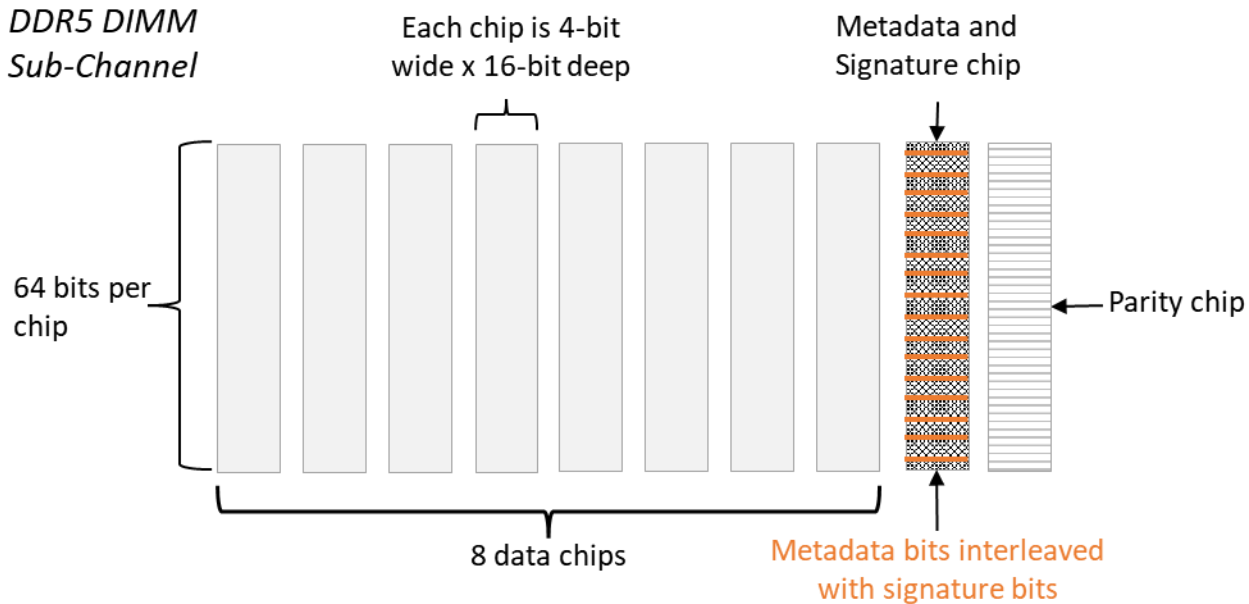 DDR5 DIMM
Sub-Channel
Each chip is 4-bit
wide x 16-bit deep
Metadata and
Signature chip
64 bits per
chip
Parity chip
8 data chips
Metadata bits interleaved
with signature bits